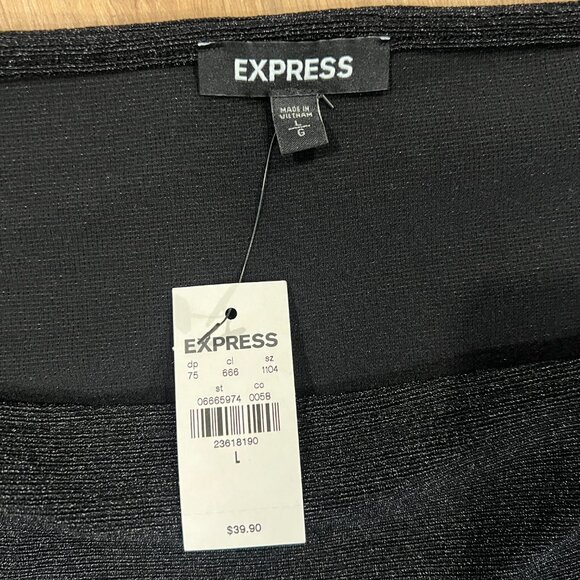 EXPRESS
MADE IN
VIETNAM
L
G
EXPRESS
dp cl sz
75 666 1104
st co
06665974 0058
23618190
L
$39.90